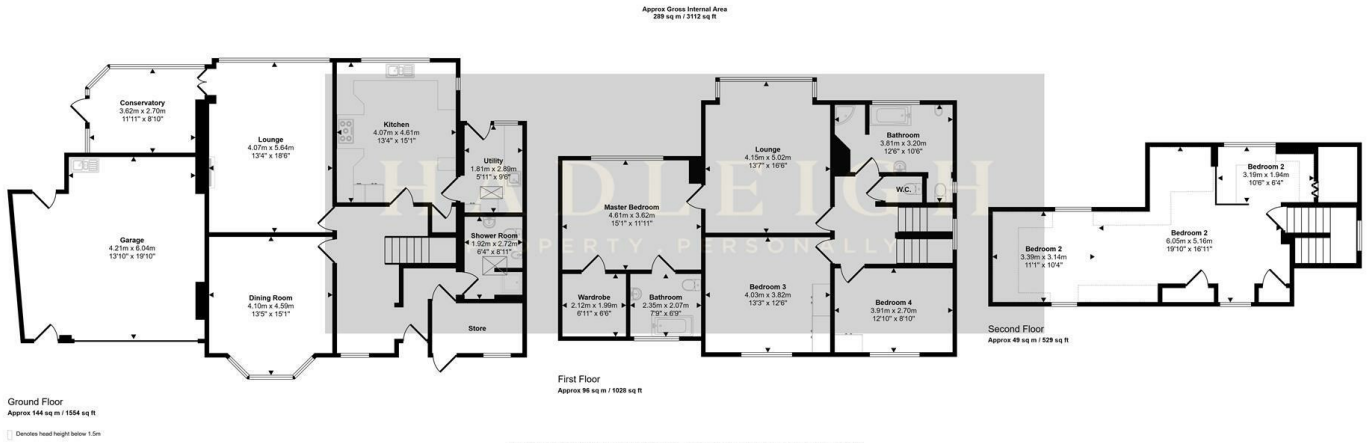 Approx Gross Internal Area
289 sq m / 3112 sq ft
Conservatory
3.62m x 2.70m
11'11" x 8'10"
Lounge
4.07m x 5.64m
13'4" x 18'6"
Kitchen
4.07m x 4.61m
13'4" x 15'1"
Utility
1.81m x 2.89m
5'11" x 9'6"
Garage
4.21m x 6.04m
13'10" x 19'10"
Dining Room
4.10m x 4.59m
13'5" x 15'1"
Shower Room
1.92m x 2.72m
6'4" x 8'11"
Store
Ground Floor
Approx 144 sq m / 1554 sq ft
Denotes head height below 1.5m
Lounge
4.15m x 5.02m
13'7" x 16'6"
Bathroom
3.81m x 3.20m
12'6" x 10'6"
W.C.
Master Bedroom
4.61m x 3.62m
15'1" x 11'11"
Wardrobe
2.12m x 1.99m
6'11" x 6'6"
Bathroom
2.35m x 2.07m
7'9" x 6'9"
Bedroom 3
4.03m x 3.82m
13'3" x 12'6"
Bedroom 4
3.91m x 2.70m
12'10" x 8'10"
First Floor
Approx 96 sq m / 1028 sq ft
Bedroom 2
3.19m x 1.94m
10'6" x 6'4"
Bedroom 2
6.05m x 5.16m
19'10" x 16'11"
Bedroom 2
3.39m x 3.14m
11'1" x 10'4"
Second Floor
Approx 49 sq m / 529 sq ft
HADLEIGH
PROPERTY. PERSONALLY